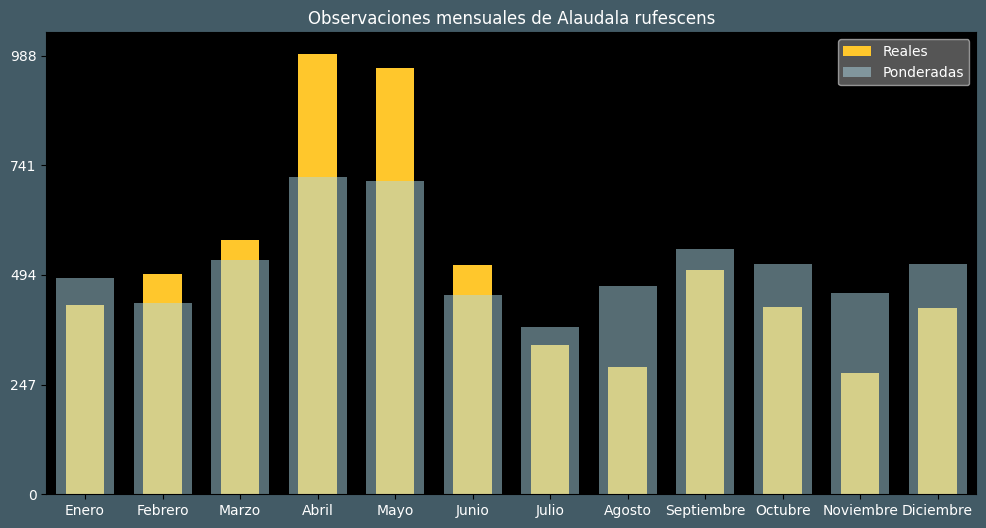 Observaciones mensuales de Alaudala rufescens
988
741
494
247
0
Reales
Ponderadas
Enero Febrero Marzo Abril Mayo Junio Julio Agosto Septiembre Octubre Noviembre Diciembre